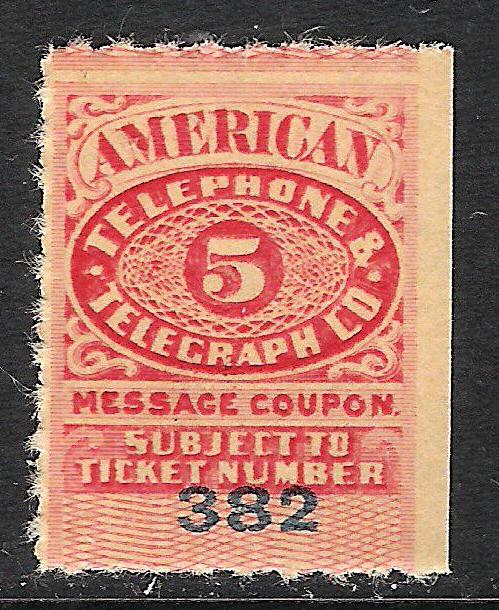 AMERICAN
TELEPHONE &
5
TELEGRAPH CO
MESSAGE COUPON.
SUBJECT TO
TICKET NUMBER
382